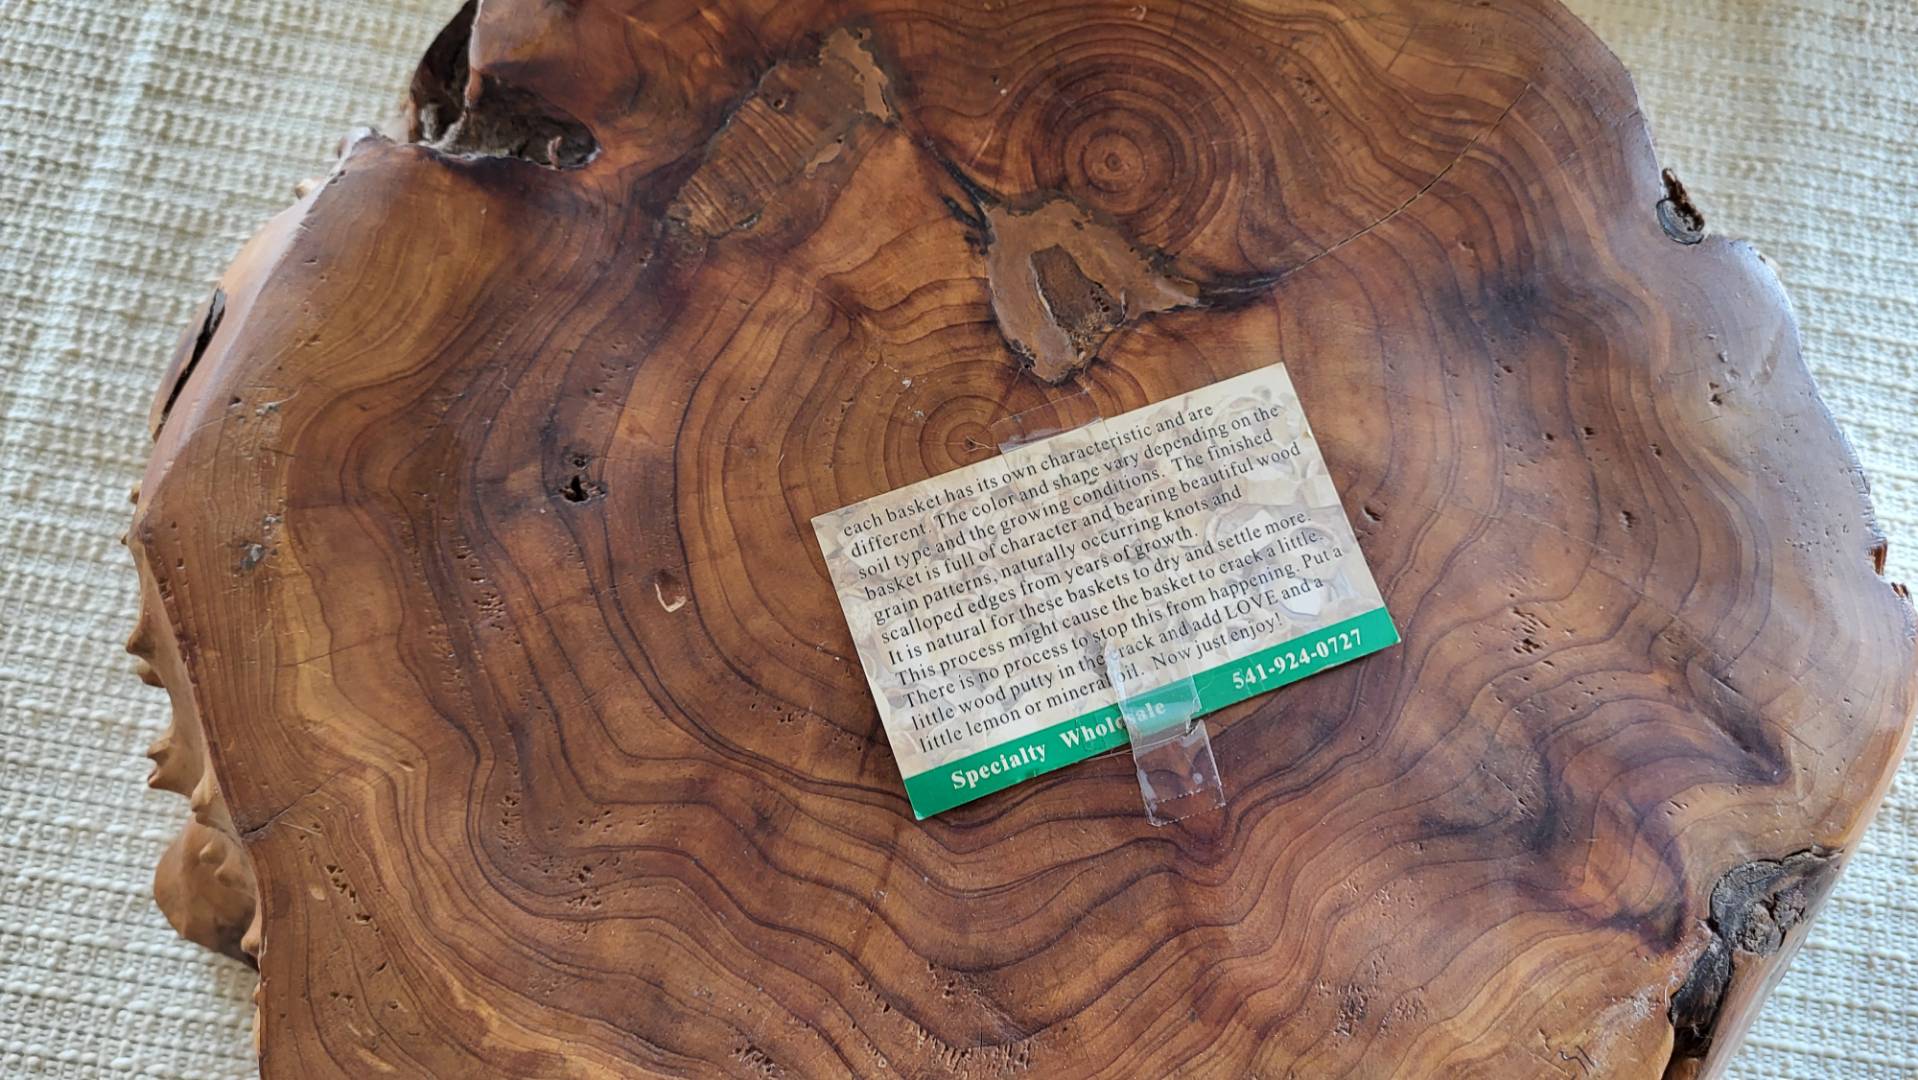 each basket has its own characteristic and are
different. The color and shape vary depending on the
soil type and the growing conditions. The finished
basket is full of character and bearing beautiful wood
grain patterns, naturally occurring knots and
scalloped edges from years of growth.
It is natural for these baskets to dry and settle more.
This process might cause the basket to crack a little.
There is no process to stop this from happening. Put a
little wood putty in the crack and add LOVE and a
little lemon or mineral oil. Now just enjoy!
Specialty Wholesale 541-924-0727